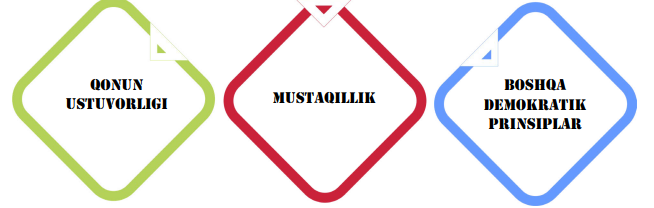 QONUN
USTUVORLIGI
MUSTAQILLIK
BOSHQA
DEMOKRATIK
PRINSIPLAR